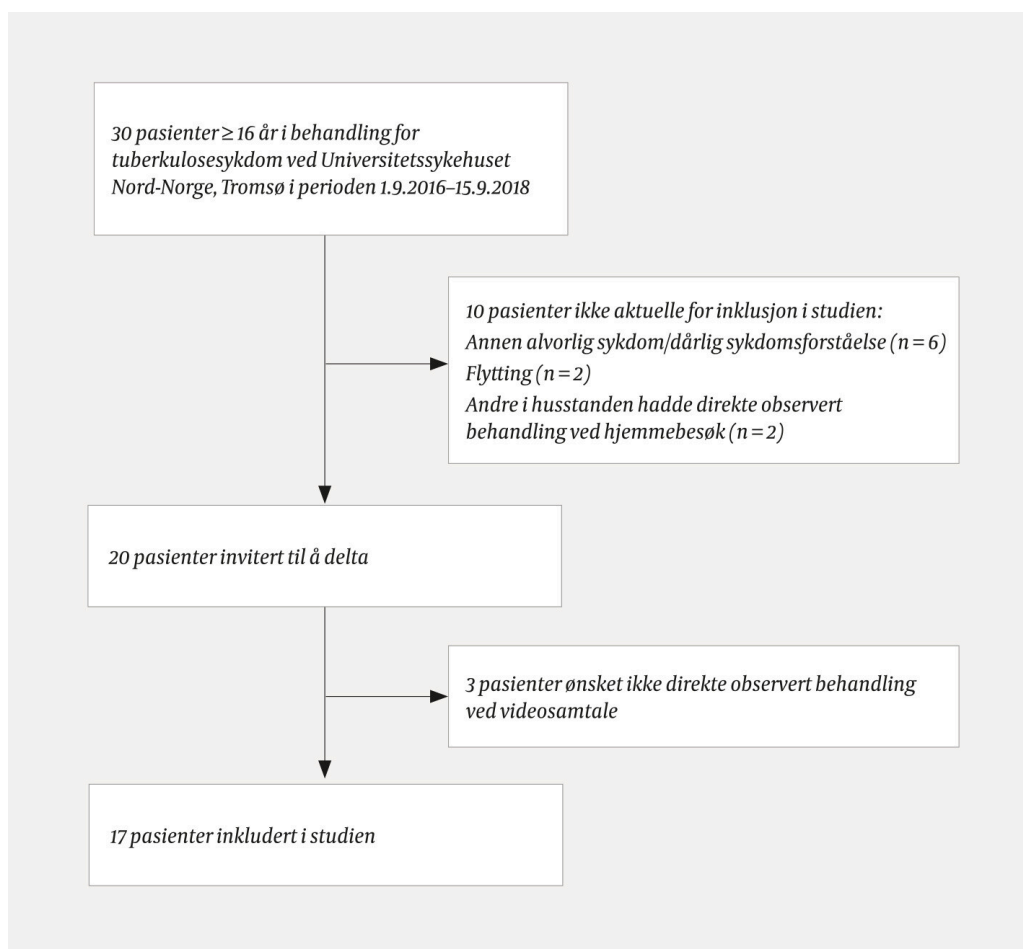 30 pasienter ≥ 16 år i behandling for
tuberkulosesykdom ved Universitetssykehuset
Nord-Norge, Tromsø i perioden 1.9.2016–15.9.2018
10 pasienter ikke aktuelle for inklusjon i studien:
Annen alvorlig sykdom/dårlig sykdomsforståelse (n = 6)
Flytting (n = 2)
Andre i husstanden hadde direkte observert
behandling ved hjemmebesøk (n = 2)
20 pasienter invitert til å delta
3 pasienter ønsket ikke direkte observert behandling
ved videosamtale
17 pasienter inkludert i studien